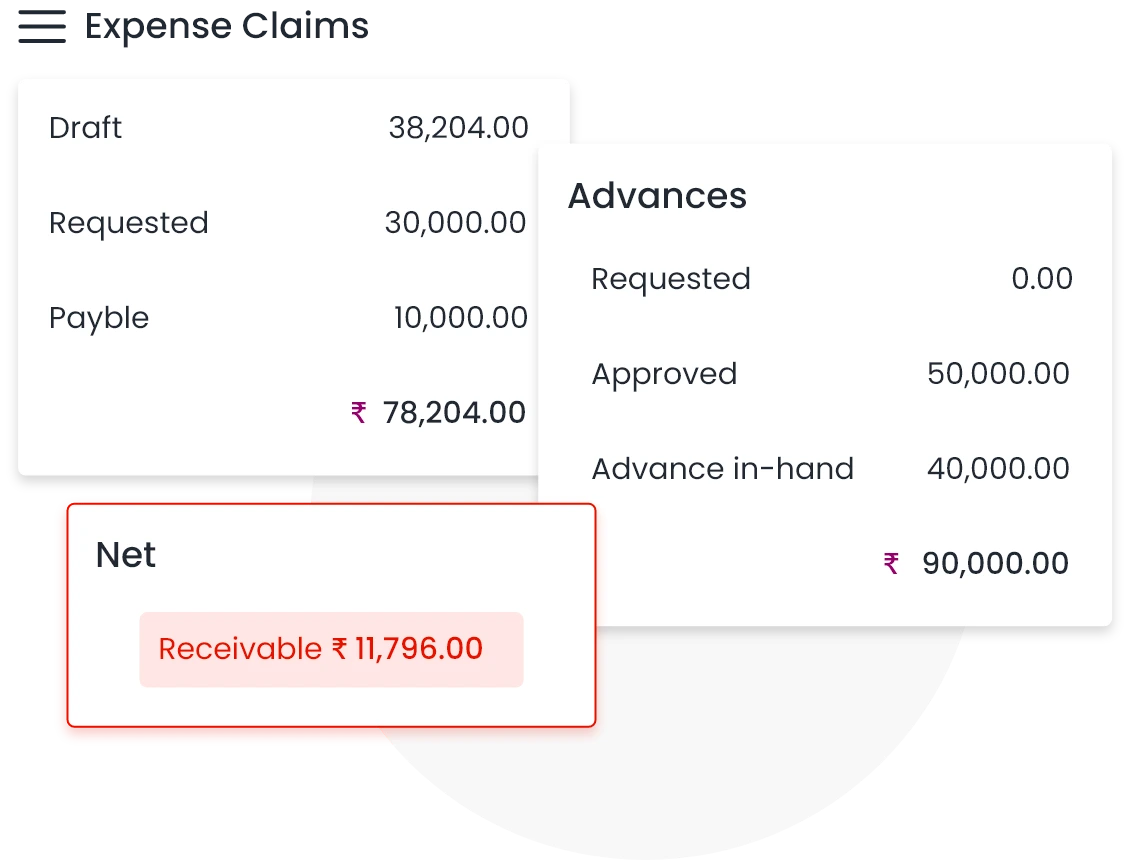 Expense Claims
Draft 38,204.00
Requested 30,000.00
Payble 10,000.00
₹ 78,204.00
Advances
Requested 0.00
Approved 50,000.00
Advance in-hand 40,000.00
₹ 90,000.00
Net
Receivable ₹ 11,796.00